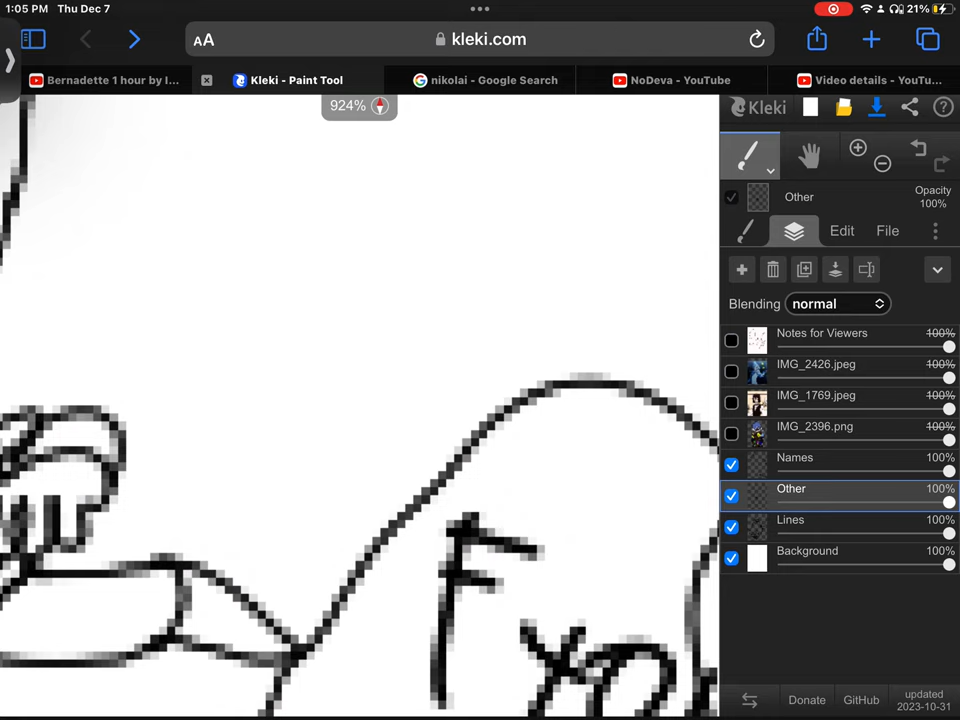 1:05 PM Thu Dec 7
21%
AA
kleki.com
Bernadette 1 hour by I...
Kleki - Paint Tool
nikolai - Google Search
NoDeva - YouTube
Video details - YouTu...
924%
Kleki
Other
Opacity
100%
Edit
File
Blending
normal
Notes for Viewers 100%
IMG_2426.jpeg 100%
IMG_1769.jpeg 100%
IMG_2396.png 100%
Names 100%
Other 100%
Lines 100%
Background 100%
Donate
GitHub
updated
2023-10-31